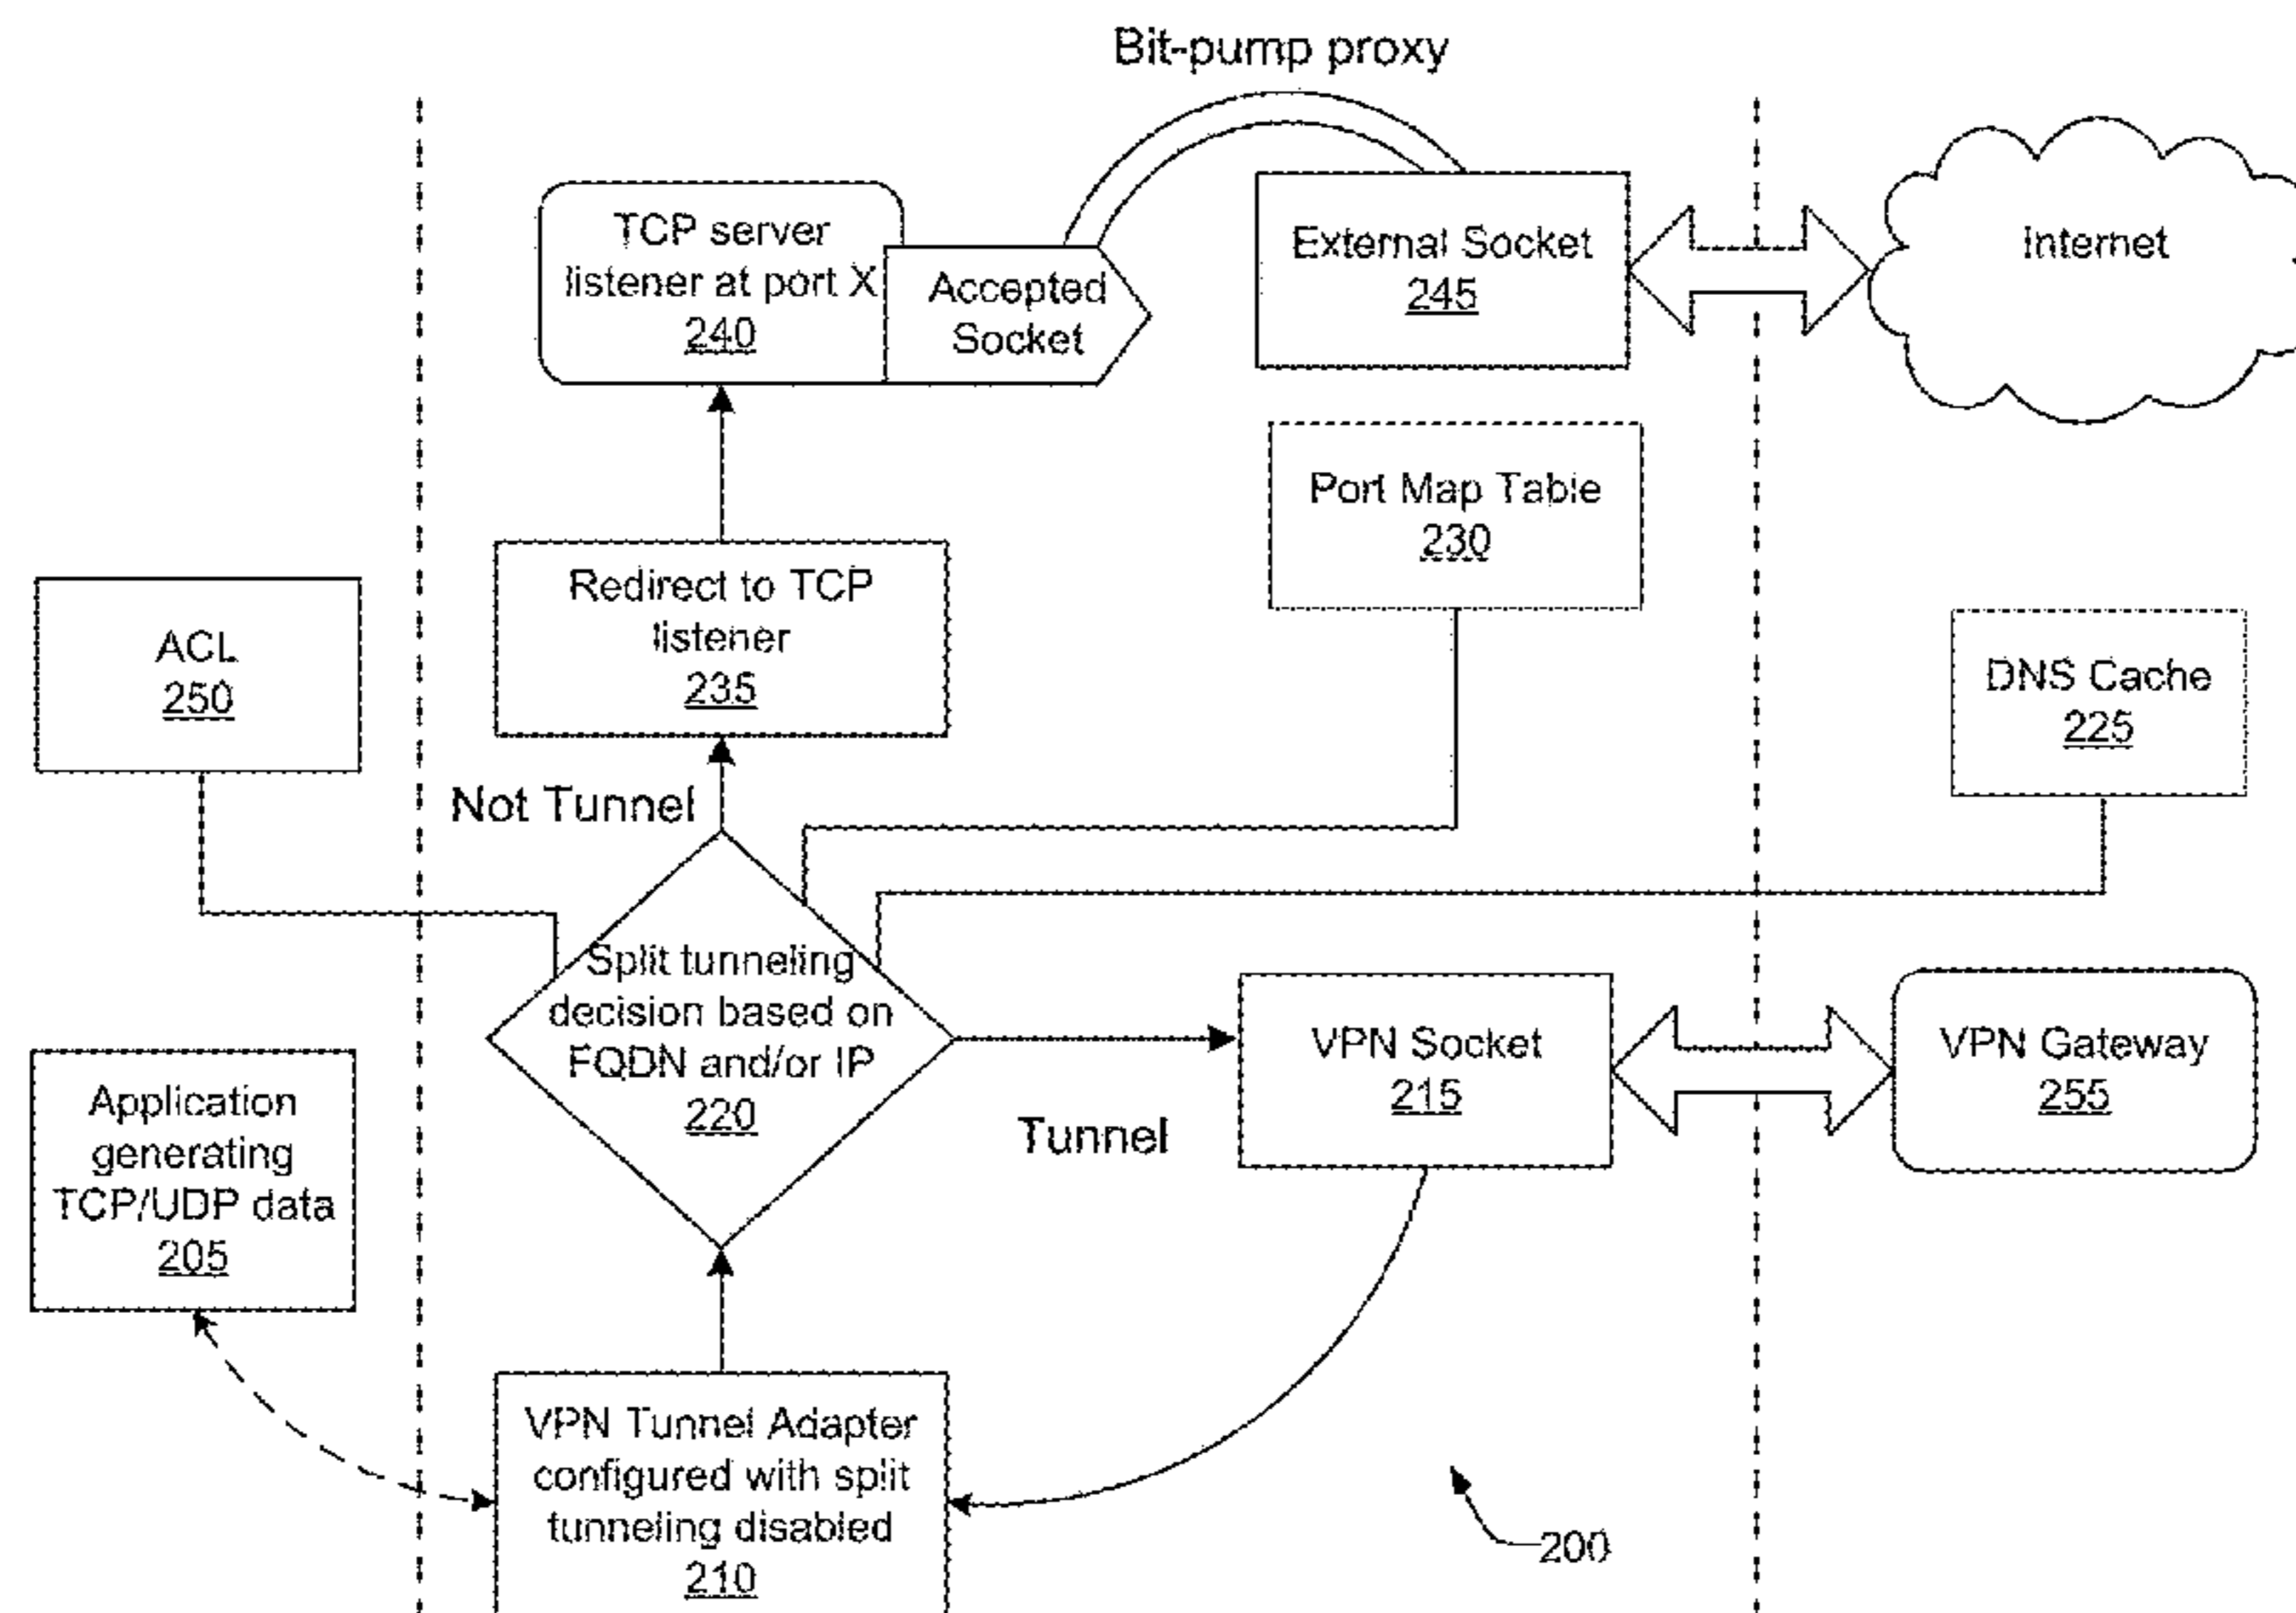 Bit-pump proxy
TCP server
listener at port X
240
Accepted
Socket
External Socket
245
Internet
Port Map Table
230
Redirect to TCP
listener
235
ACL
250
DNS Cache
225
Not Tunnel
Split tunneling
decision based on
FQDN and/or IP
220
VPN Socket
215
VPN Gateway
255
Tunnel
Application
generating
TCP/UDP data
205
VPN Tunnel Adapter
configured with split
tunneling disabled
210
200